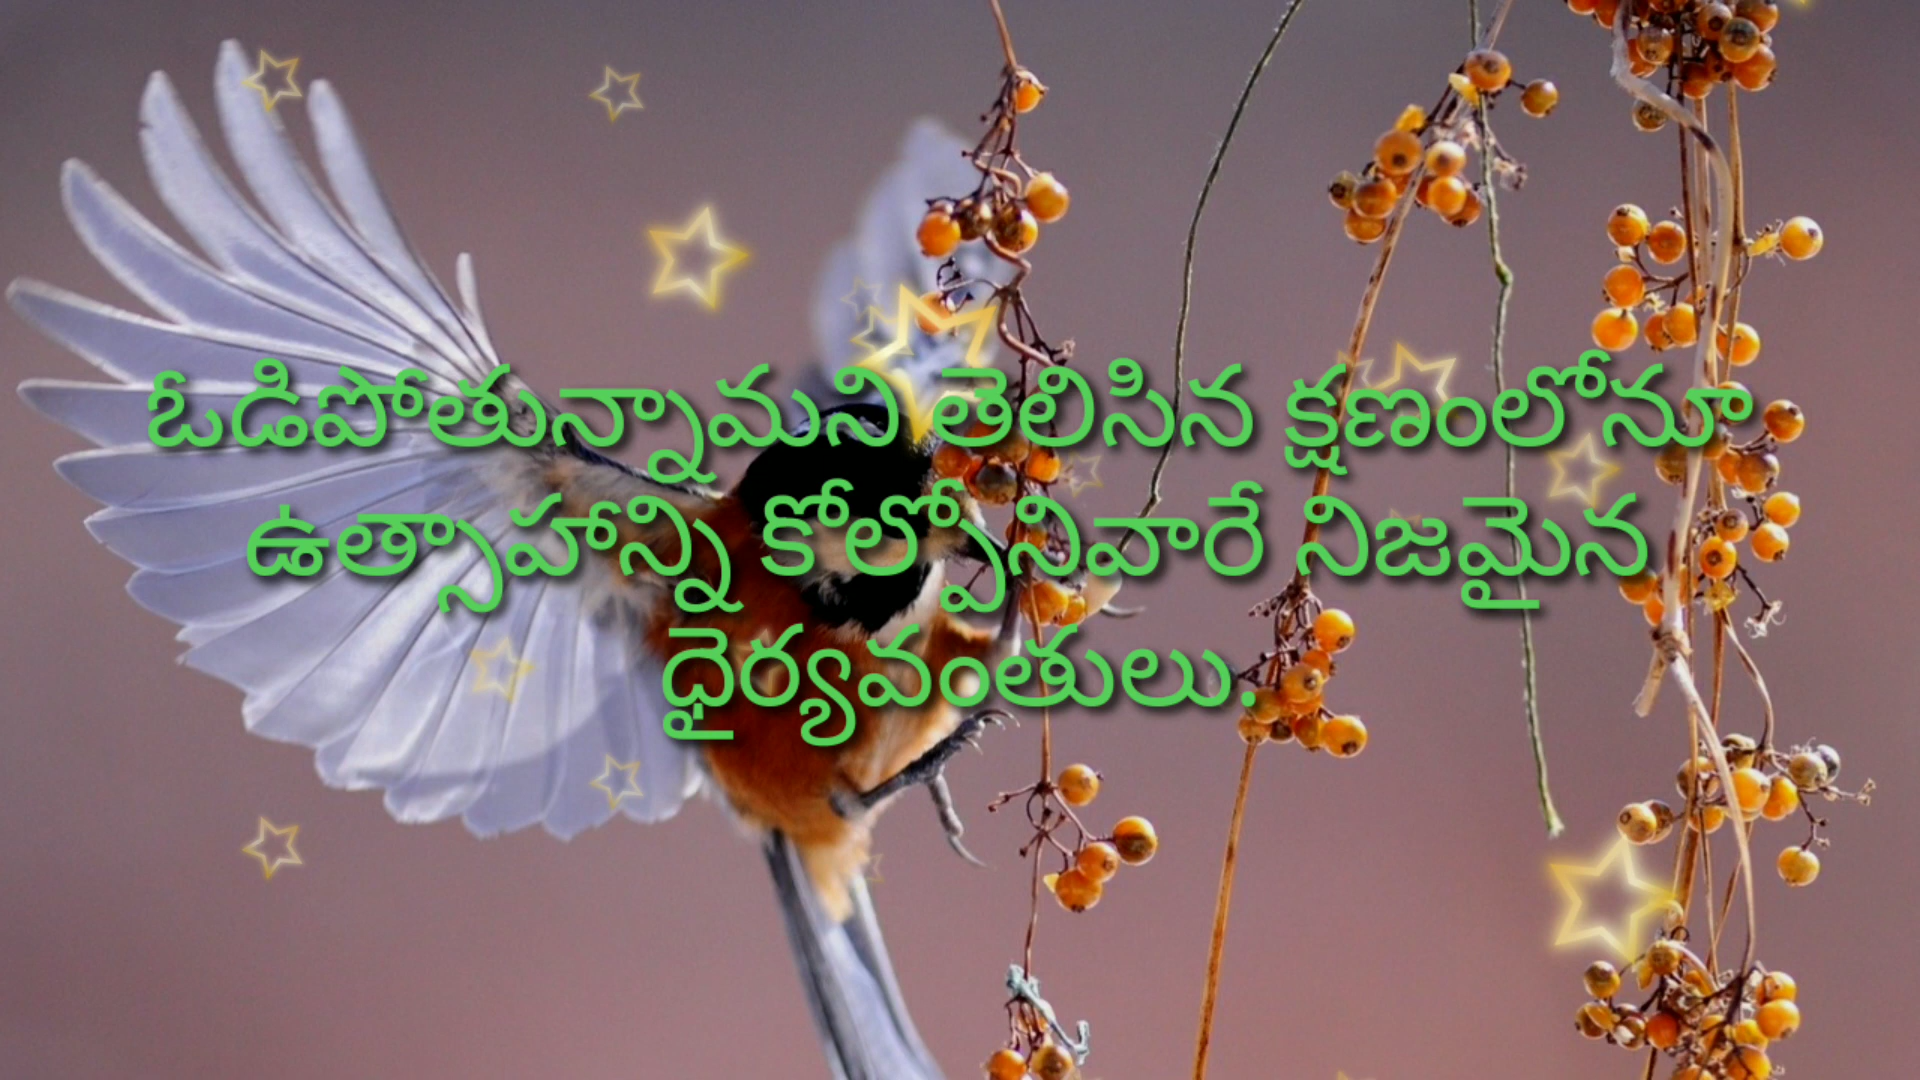 ఓడిపోతున్నామని తెలిసిన క్షణంలోనూ
ఉత్సాహాన్ని కోల్పోనివారే నిజమైన
ధైర్యవంతులు.